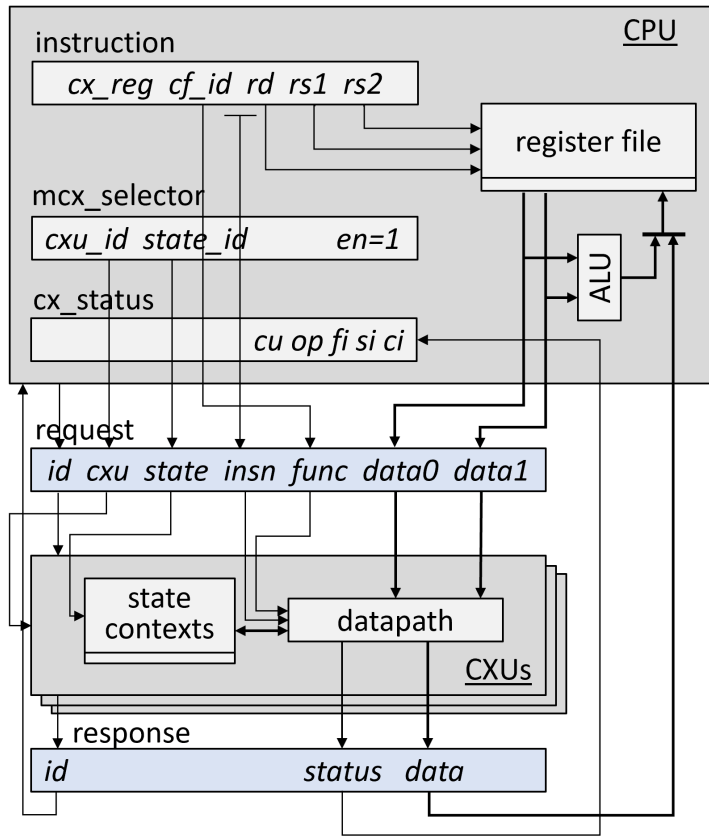 CPU
instruction
cx_reg cf_id rd rs1 rs2
register file
mcx_selector
cxu_id state_id en=1
ALU
cx_status
cu op fi si ci
request
id cxu state insn func data0 data1
state
contexts
datapath
CXUs
response
id status data